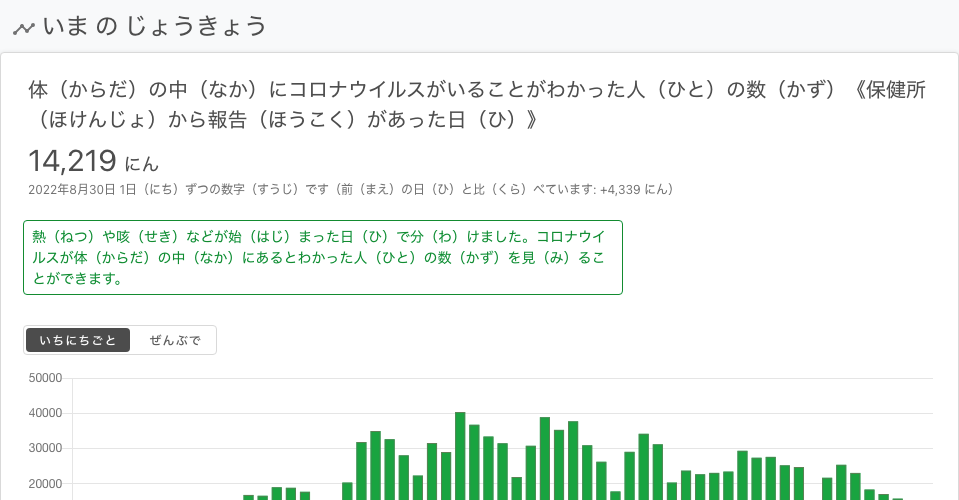 いま の じょうきょう
体（からだ）の中（なか）にコロナウイルスがいることがわかった人（ひと）の数（かず）《保健所
（ほけんじょ）から報告（ほうこく）があった日（ひ）》
14,219 にん
2022年8月30日 1日（にち）ずつの数字（すうじ）です（前（まえ）の日（ひ）と比（くら）べています: +4,339 にん）
熱（ねつ）や咳（せき）などが始（はじ）まった日（ひ）で分（わ）けました。コロナウイ
ルスが体（からだ）の中（なか）にあるとわかった人（ひと）の数（かず）を見（み）るこ
とができます。
いちにちごと ぜんぶで
50000
40000
30000
20000